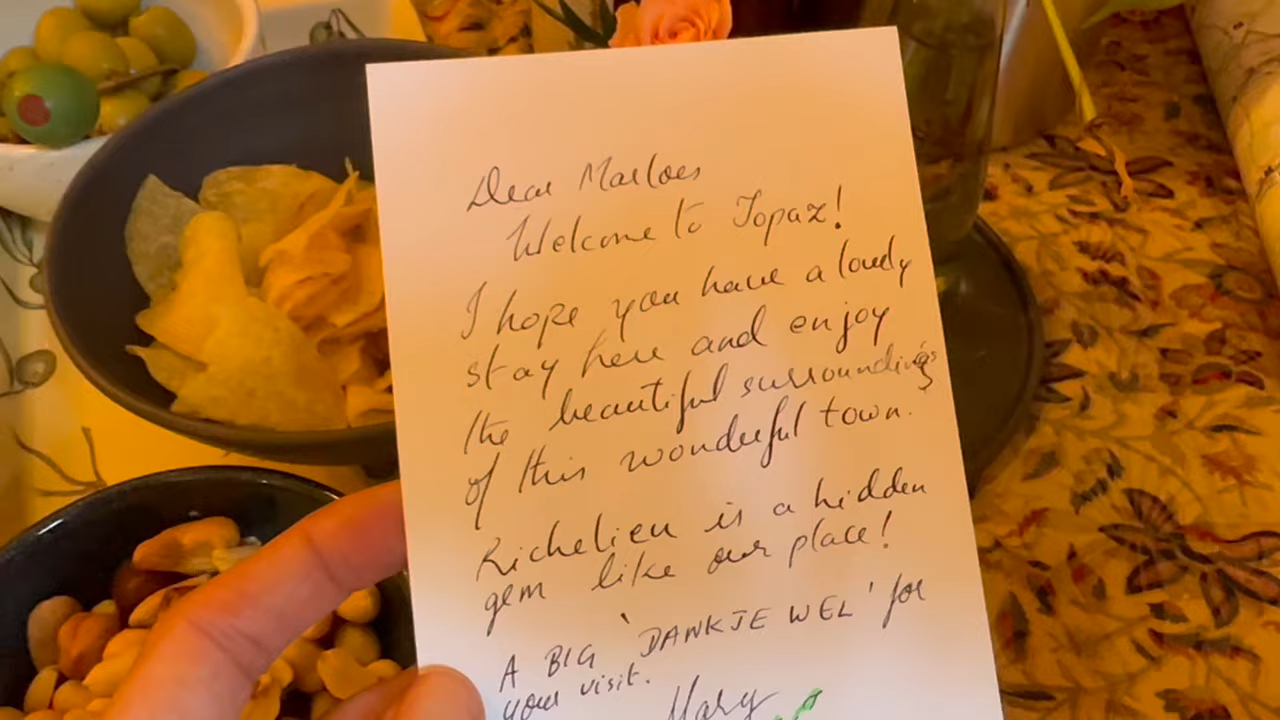 Dear Marloes
Welcome to Topaz!
I hope you have a lovely
stay here and enjoy
the beautiful surroundings
of this wonderful town.
Richelieu is a hidden
gem like our place!
A BIG 'DANKJE WEL' for
your visit.
Mary